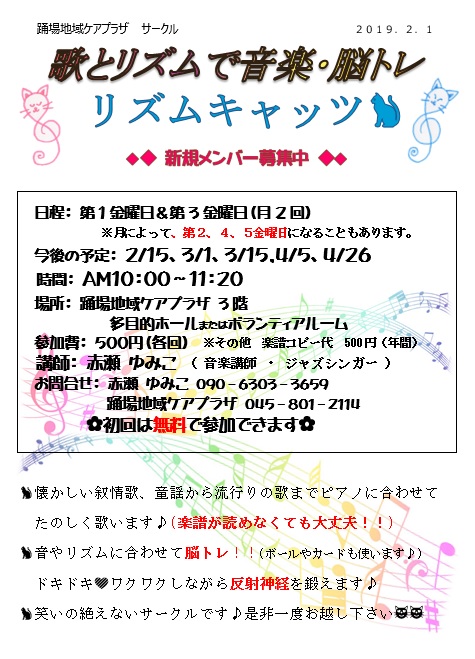 踊場地域ケアプラザ　サークル
2019.2.1
歌とリズムで音楽・脳トレ
リズムキャッツ
◆◆ 新規メンバー募集中 ◆◆
日程：第１金曜日＆第３金曜日(月２回)
※月によって、第２、４、５金曜日になることもあります。
今後の予定：2/15、3/1、3/15、4/5、4/26
時間：AM10：00～11：20
場所：踊場地域ケアプラザ ３階
多目的ホールまたはボランティアルーム
参加費：500円(各回)　※その他　楽譜コピー代　500円(年間)
講師：赤瀬 ゆみこ（ 音楽講師 ・ ジャズシンガー ）
お問合せ：赤瀬 ゆみこ 090－6303－3659
踊場地域ケアプラザ 045－801－2114
✿初回は無料で参加できます✿
懐かしい叙情歌、童謡から流行りの歌までピアノに合わせて
たのしく歌います♪(楽譜が読めなくても大丈夫！！)
音やリズムに合わせて脳トレ！！(ボールやカードも使います♪)
ドキドキ♥ワクワクしながら反射神経を鍛えます♪
笑いの絶えないサークルです♪是非一度お越し下さい